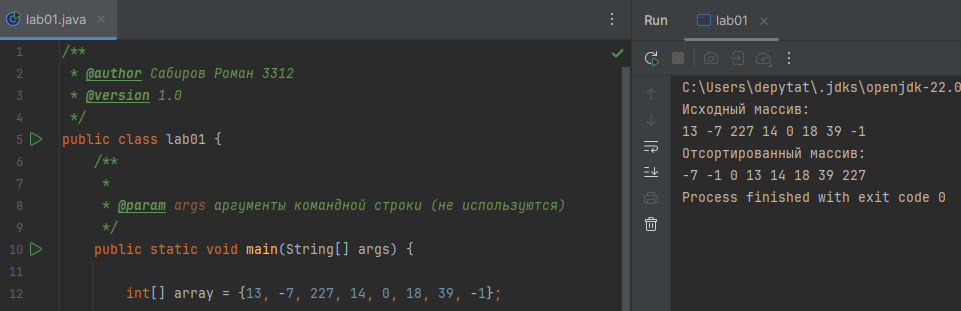 lab01.java
1 /**
2 * @author Сабиров Роман 3312
3 * @version 1.0
4 */
5 public class lab01 {
6 /**
7 *
8 * @param args аргументы командной строки (не используются)
9 */
10 public static void main(String[] args) {
11
12 int[] array = {13, -7, 227, 14, 0, 18, 39, -1};
Run lab01
C:\Users\depytat\.jdks\openjdk-22.0
Исходный массив:
13 -7 227 14 0 18 39 -1
Отсортированный массив:
-7 -1 0 13 14 18 39 227
Process finished with exit code 0